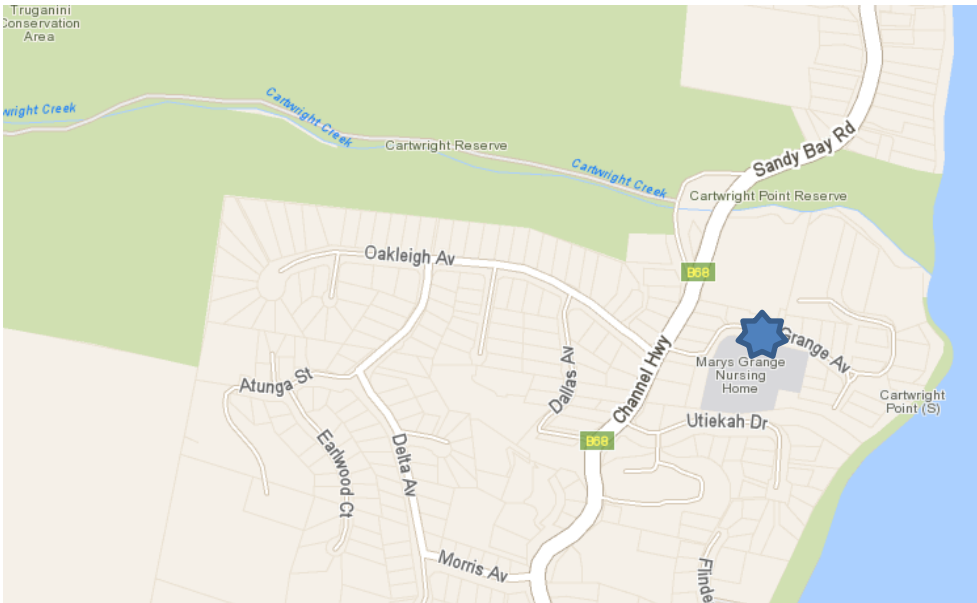 Truganini
Conservation
Area
wright Creek
Cartwright Creek
Cartwright Reserve
Cartwright Creek
Sandy Bay Rd
Cartwright Point Reserve
Oakleigh Av
B68
Grange Av
Marys Grange
Nursing
Home
Channel Hwy
Dallas Av
Atunga St
Cartwright
Point (S)
Utiekah Dr
B68
Earlwood Ct
Delta Av
Morris Av
Flinde